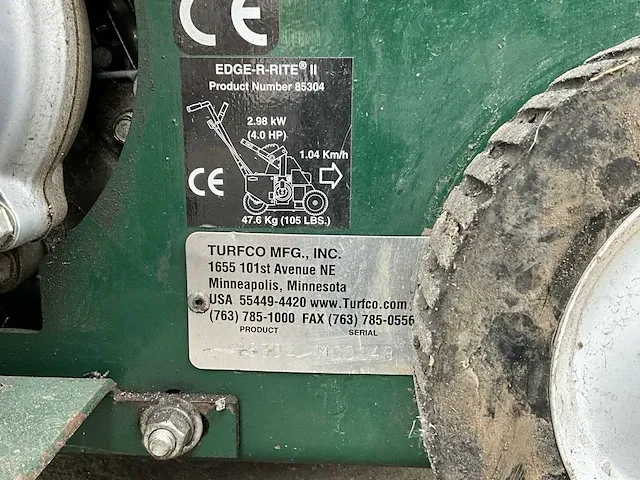 CE
EDGE-R-RITE® II
Product Number 85304
2.98 kW
(4.0 HP)
1.04 Km/h
CE
47.6 Kg (105 LBS.)
TURFCO MFG., INC.
1655 101st Avenue NE
Minneapolis, Minnesota
USA 55449-4420 www.Turfco.com
(763) 785-1000 FAX (763) 785-0556
PRODUCT SERIAL